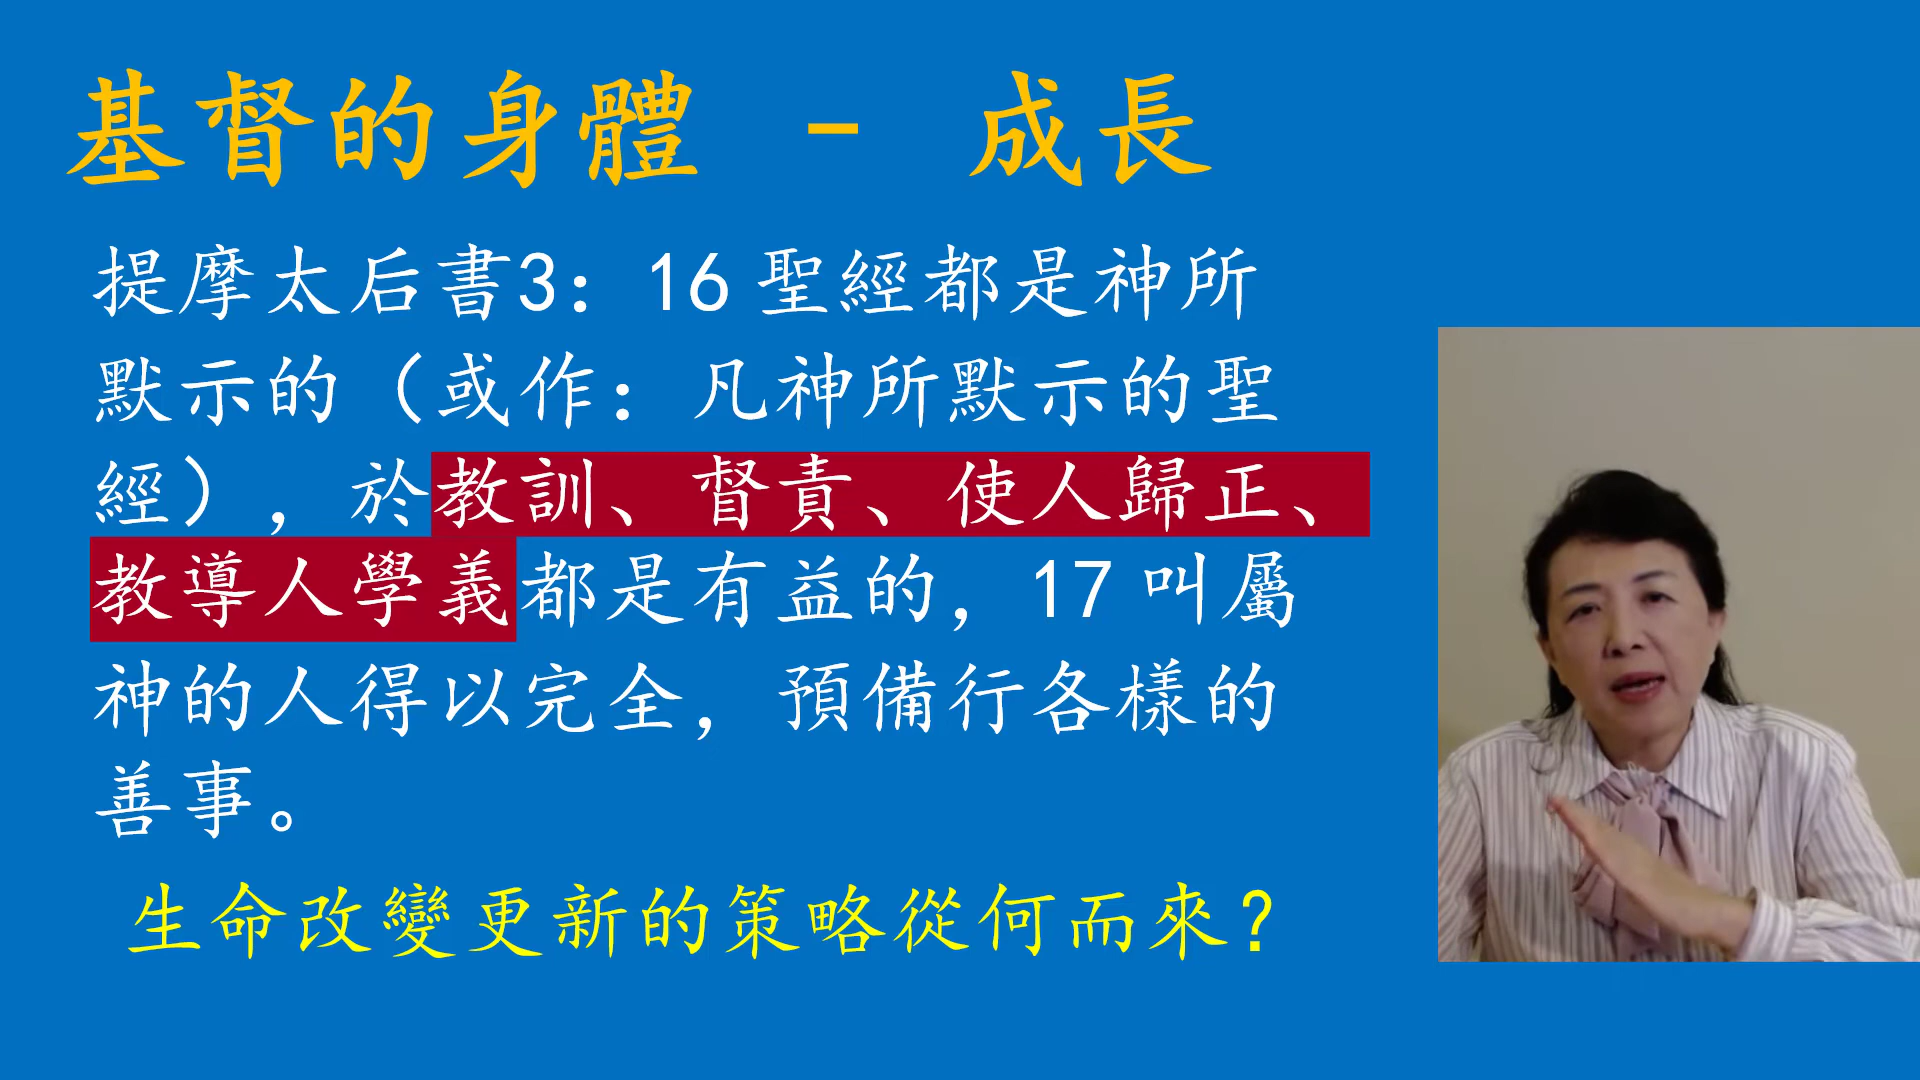 基督的身體 - 成長
提摩太后書3：16 聖經都是神所
默示的（或作：凡神所默示的聖
經），於教訓、督責、使人歸正、
教導人學義都是有益的，17 叫屬
神的人得以完全，預備行各樣的
善事。
生命改變更新的策略從何而來？